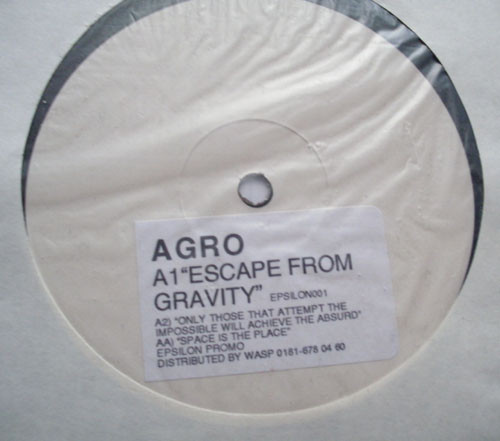 AGRO
A1 "ESCAPE FROM
GRAVITY" EPSILON001
A2) "ONLY THOSE THAT ATTEMPT THE
IMPOSSIBLE WILL ACHIEVE THE ABSURD"
AA) "SPACE IS THE PLACE"
EPSILON PROMO
DISTRIBUTED BY WASP 0181-678 04 60